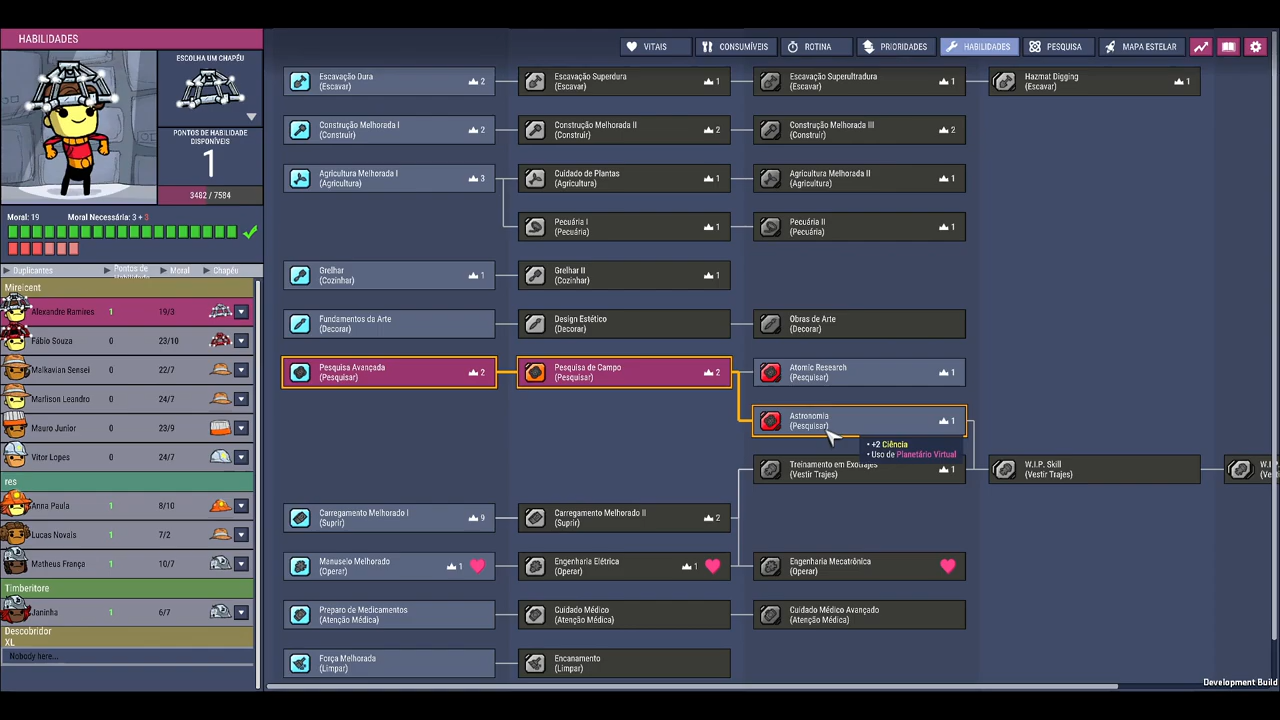 HABILIDADES
VITAIS
CONSUMÍVEIS
ROTINA
PRIORIDADES
HABILIDADES
PESQUISA
MAPA ESTELAR
ESCOLHA UM CHAPÉU
PONTOS DE HABILIDADE DISPONÍVEIS
1
3482 / 7584
Moral: 19 Moral Necessária: 3 + 3
Duplicantes
Pontos de Habilidade
Moral
Chapéu
Mireicent
Alexandre Ramires 1 19/3
Fábio Souza 0 23/10
Malkavian Sensei 0 22/7
Marlison Leandro 0 24/7
Mauro Junior 0 23/9
Vitor Lopes 0 24/7
res
Anna Paula 1 8/10
Lucas Novais 1 7/2
Matheus França 1 10/7
Timberitore
Janinha 1 6/7
Descobridor
XL
Nobody here...
Escavação Dura
(Escavar)
2
Escavação Superdura
(Escavar)
1
Escavação Superultradura
(Escavar)
1
Hazmat Digging
(Escavar)
1
Construção Melhorada I
(Construir)
2
Construção Melhorada II
(Construir)
2
Construção Melhorada III
(Construir)
2
Agricultura Melhorada I
(Agricultura)
3
Cuidado de Plantas
(Agricultura)
1
Agricultura Melhorada II
(Agricultura)
1
Pecuária I
(Pecuária)
1
Pecuária II
(Pecuária)
1
Grelhar
(Cozinhar)
1
Grelhar II
(Cozinhar)
1
Fundamentos da Arte
(Decorar)
Design Estético
(Decorar)
Obras de Arte
(Decorar)
Pesquisa Avançada
(Pesquisar)
2
Pesquisa de Campo
(Pesquisar)
2
Atomic Research
(Pesquisar)
1
Astronomia
(Pesquisar)
1
• +2 Ciência
• Uso de Planetário Virtual
Treinamento em Exotrajes
(Vestir Trajes)
1
W.I.P. Skill
(Vestir Trajes)
W.I.P.
(Ves
Carregamento Melhorado I
(Suprir)
9
Carregamento Melhorado II
(Suprir)
2
Manuseio Melhorado
(Operar)
1
Engenharia Elétrica
(Operar)
1
Engenharia Mecatrônica
(Operar)
Preparo de Medicamentos
(Atenção Médica)
Cuidado Médico
(Atenção Médica)
Cuidado Médico Avançado
(Atenção Médica)
Força Melhorada
(Limpar)
Encanamento
(Limpar)
Development Build